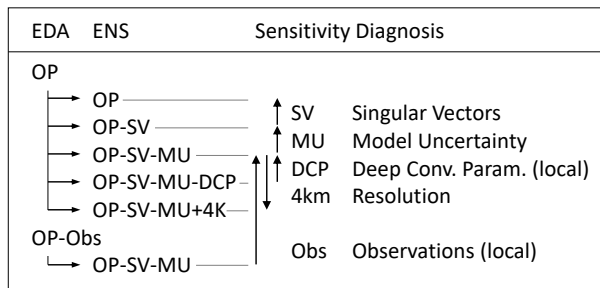 EDA ENS Sensitivity Diagnosis
OP
OP
OP-SV
OP-SV-MU
OP-SV-MU-DCP
OP-SV-MU+4K
OP-Obs
OP-SV-MU
SV Singular Vectors
MU Model Uncertainty
DCP Deep Conv. Param. (local)
4km Resolution
Obs Observations (local)